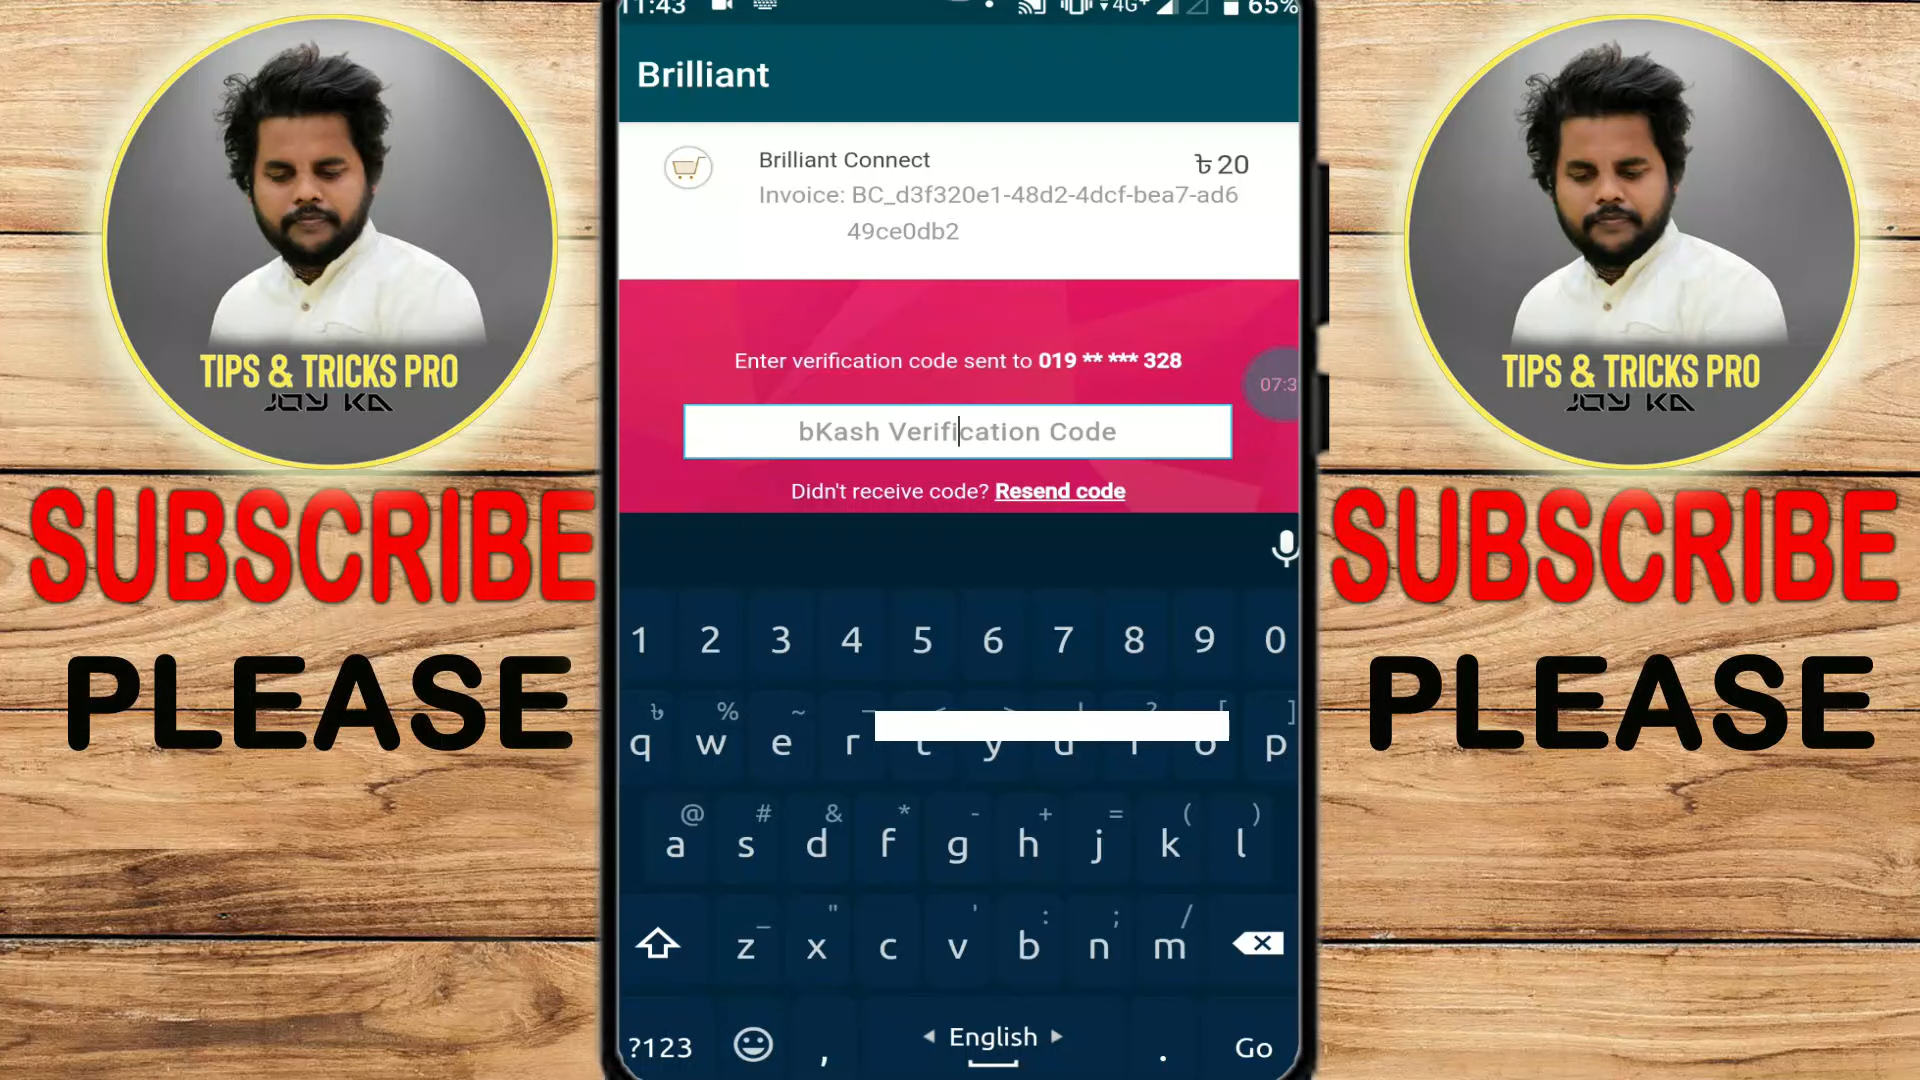 11:43 4G+ 65%
Brilliant
Brilliant Connect ৳ 20
Invoice: BC_d3f320e1-48d2-4dcf-bea7-ad6
49ce0db2
Enter verification code sent to 019 ** *** 328
07:3
bKash Verification Code
Didn't receive code? Resend code
1 2 3 4 5 6 7 8 9 0
৳ % ~ [ ]
q w e r t y u i o p
@ # & * - + = ( )
a s d f g h j k l
_ " ' : ; /
z x c v b n m
?123 , English . Go
TIPS & TRICKS PRO
JOY KD
SUBSCRIBE
PLEASE
TIPS & TRICKS PRO
JOY KD
SUBSCRIBE
PLEASE